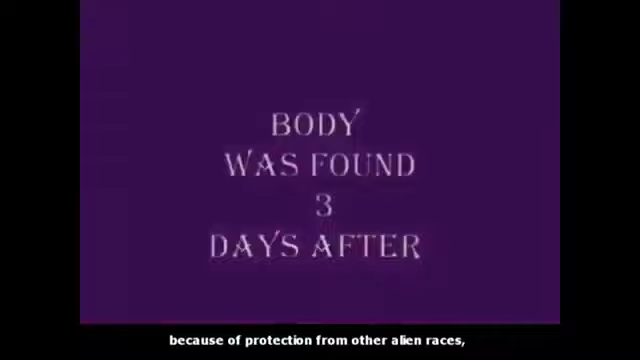 BODY
WAS FOUND
3
DAYS AFTER
because of protection from other alien races,